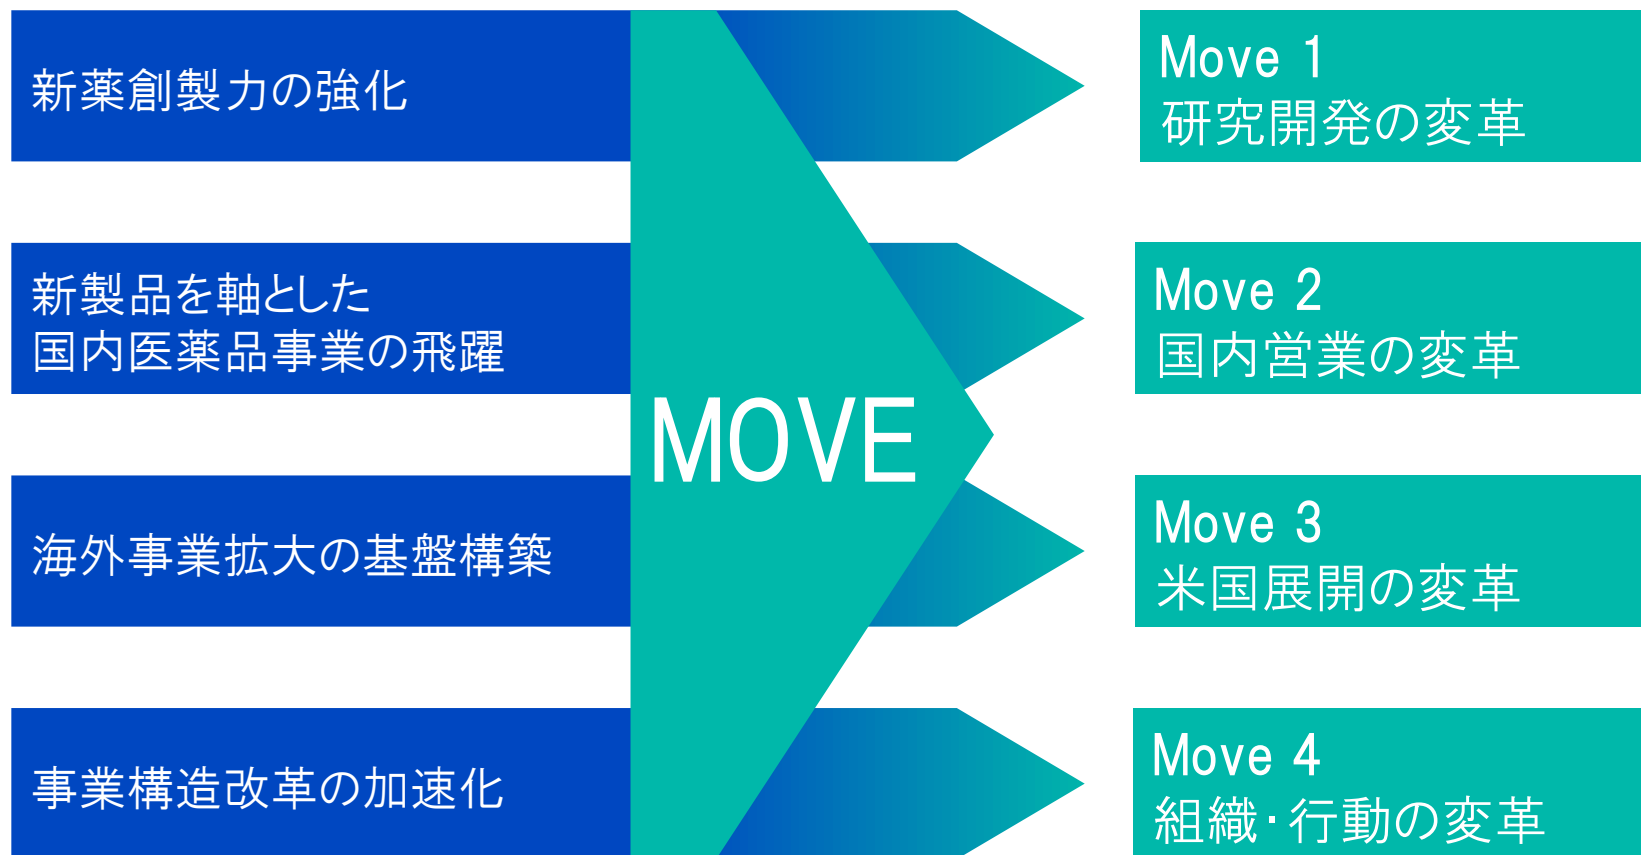 新薬創製力の強化
Move 1
研究開発の変革
新製品を軸とした
国内医薬品事業の飛躍
Move 2
国内営業の変革
MOVE
海外事業拡大の基盤構築
Move 3
米国展開の変革
事業構造改革の加速化
Move 4
組織・行動の変革